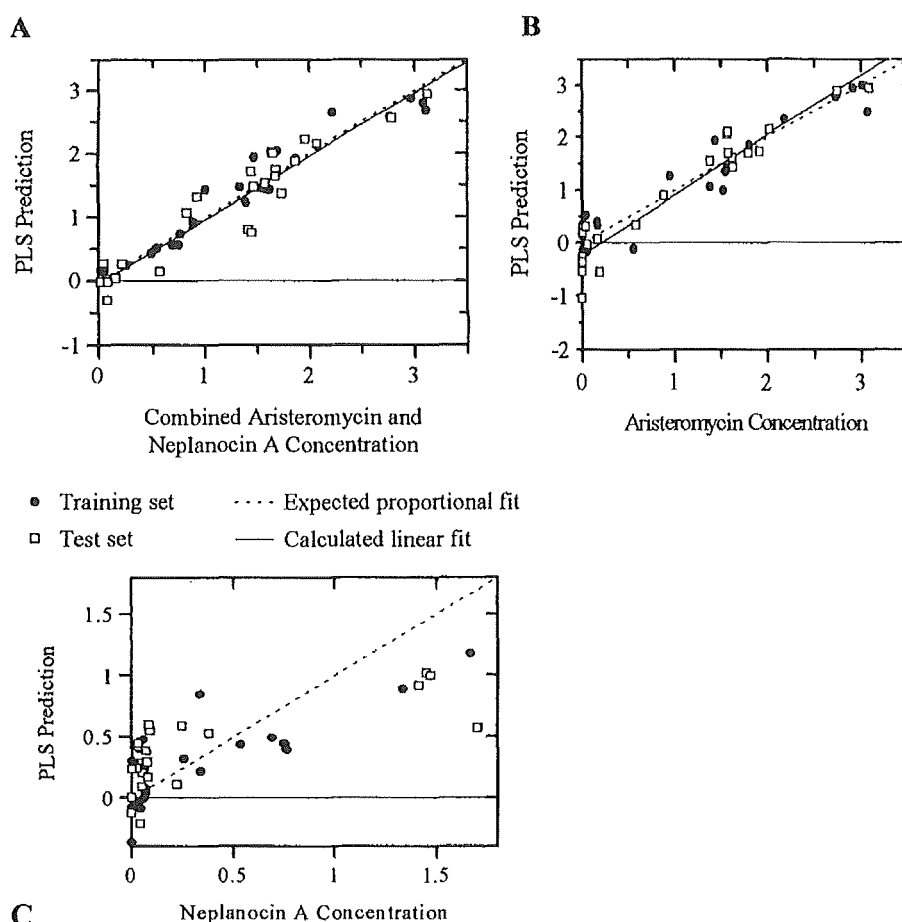 A
PLS Prediction
3
2
1
0
-1
0 1 2 3
Combined Aristeromycin and
Neplanocin A Concentration
B
PLS Prediction
3
2
1
0
-1
-2
0 1 2 3
Aristeromycin Concentration
Training set
Expected proportional fit
Test set
Calculated linear fit
PLS Prediction
1.5
1
0.5
0
0 0.5 1 1.5
C
Neplanocin A Concentration